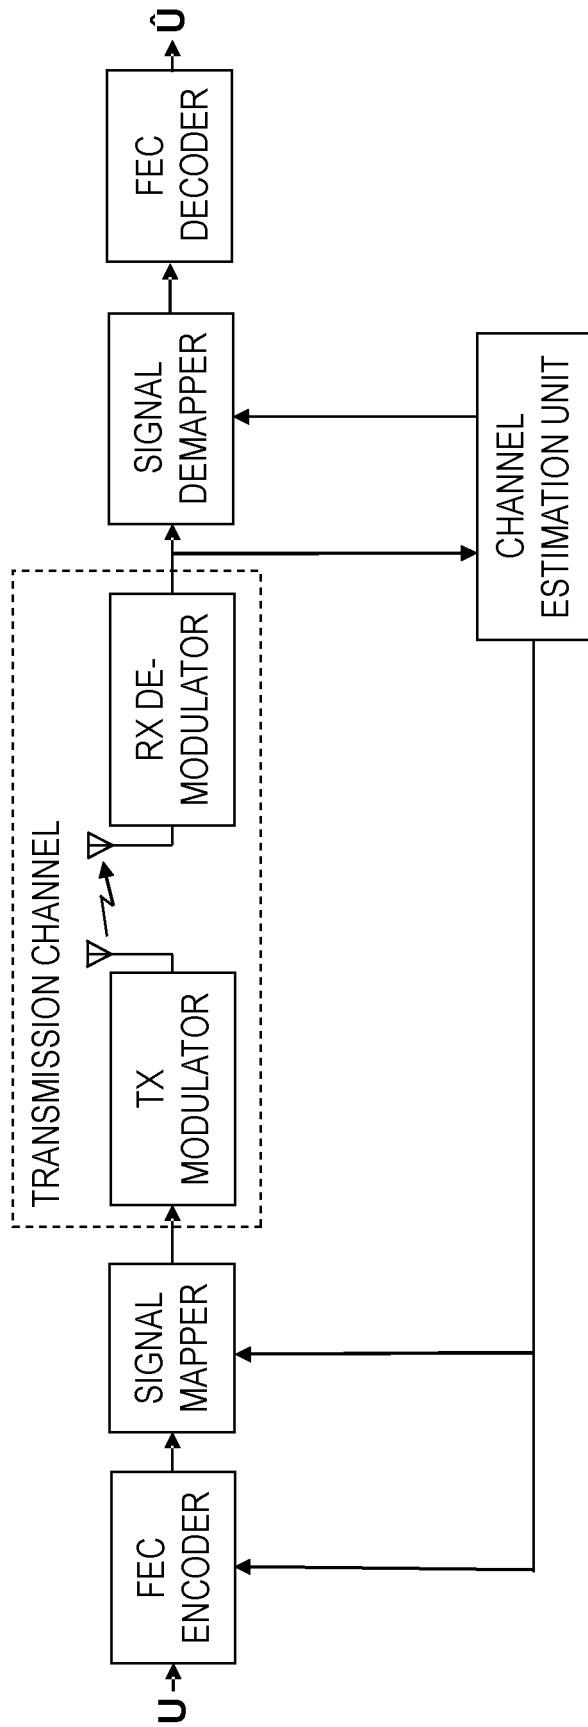 U
FEC
ENCODER
SIGNAL
MAPPER
TRANSMISSION CHANNEL
TX
MODULATOR
RX DE-
MODULATOR
SIGNAL
DEMAPPER
FEC
DECODER
Û
CHANNEL
ESTIMATION UNIT